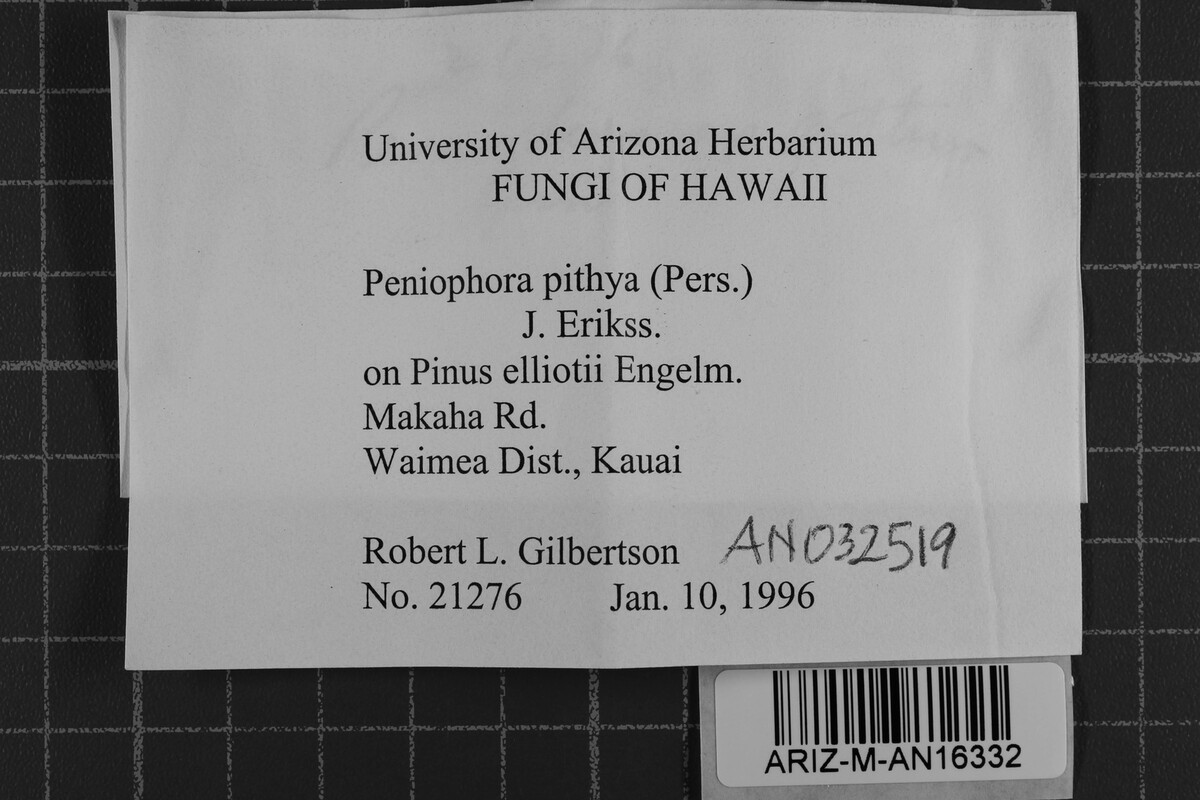 University of Arizona Herbarium
FUNGI OF HAWAII
Peniophora pithya (Pers.)
J. Erikss.
on Pinus elliotii Engelm.
Makaha Rd.
Waimea Dist., Kauai
Robert L. Gilbertson AN032519
No. 21276 Jan. 10, 1996
ARIZ-M-AN16332